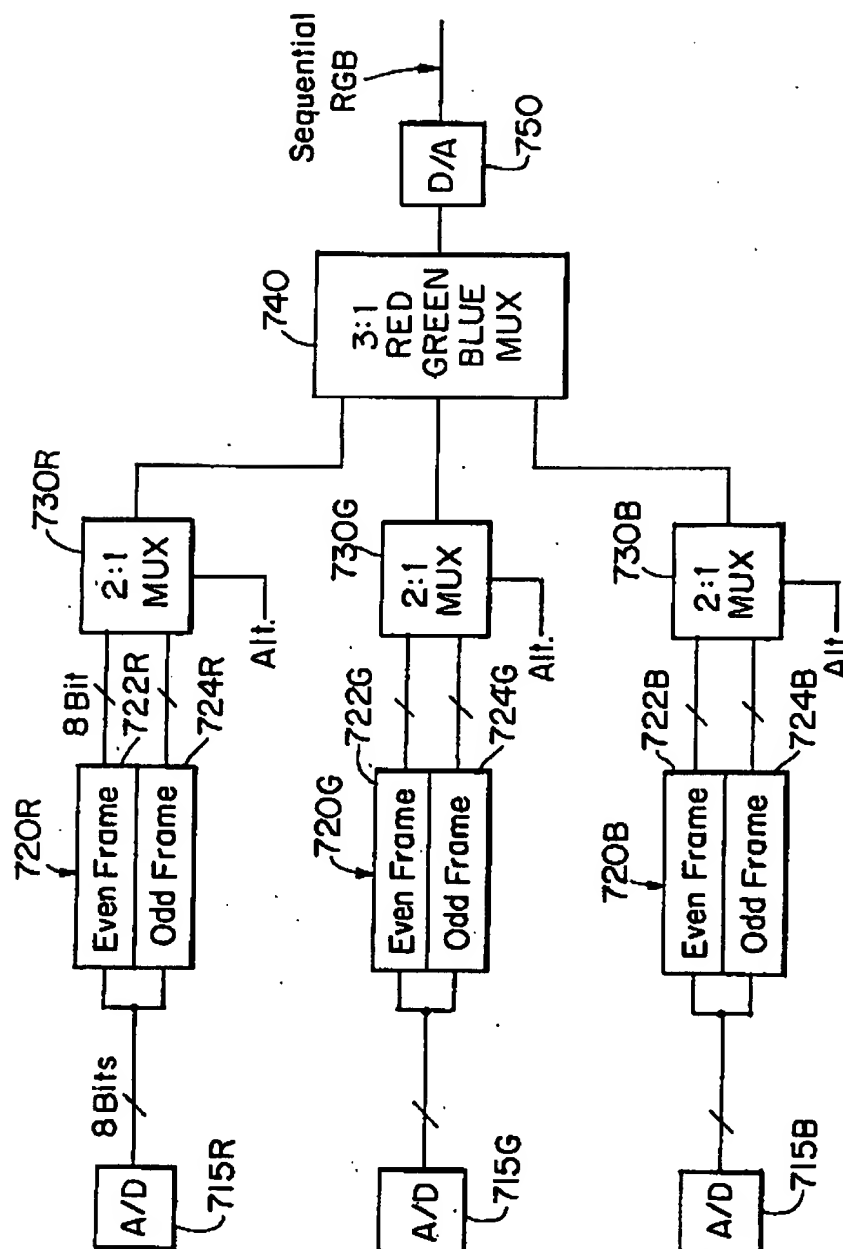 A/D
715R
8 Bits
720R
Even Frame
Odd Frame
8 Bit
722R
724R
730R
2:1
MUX
Alt.
A/D
715G
720G
Even Frame
Odd Frame
722G
724G
730G
2:1
MUX
Alt.
A/D
715B
720B
Even Frame
Odd Frame
722B
724B
730B
2:1
MUX
Alt.
740
3:1
RED
GREEN
BLUE
MUX
D/A
750
Sequential
RGB